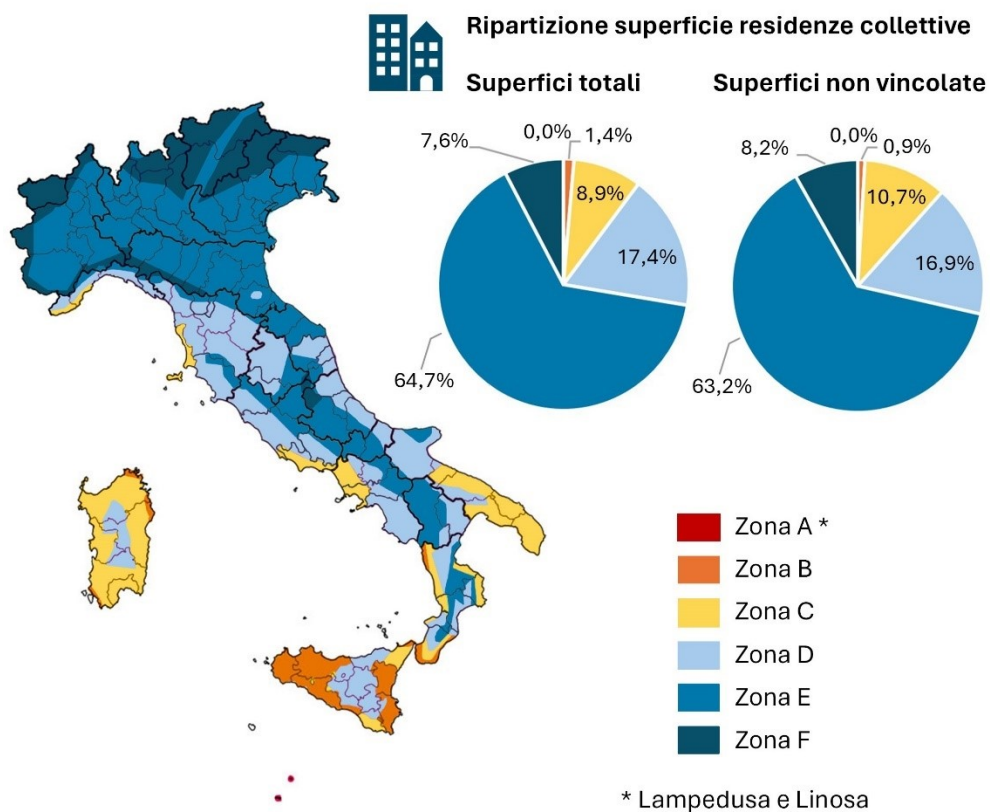 Ripartizione superficie residenze collettive
Superfici totali
Superfici non vincolate
7,6%
0,0%
1,4%
8,9%
17,4%
64,7%
8,2%
0,0%
0,9%
10,7%
16,9%
63,2%
Zona A *
Zona B
Zona C
Zona D
Zona E
Zona F
* Lampedusa e Linosa